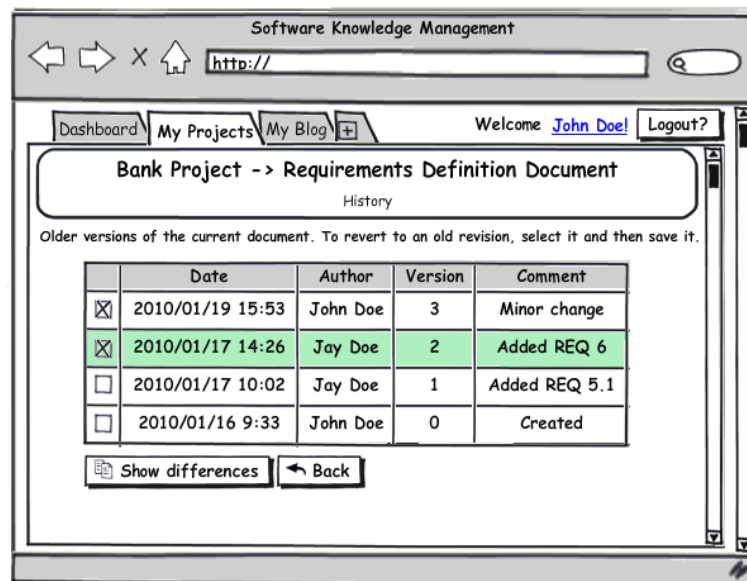 Software Knowledge Management
http://
Dashboard My Projects My Blog + Welcome John Doe! Logout?
Bank Project -> Requirements Definition Document
History
Older versions of the current document. To revert to an old revision, select it and then save it.
Date Author Version Comment
2010/01/19 15:53 John Doe 3 Minor change
2010/01/17 14:26 Jay Doe 2 Added REQ 6
2010/01/17 10:02 Jay Doe 1 Added REQ 5.1
2010/01/16 9:33 John Doe 0 Created
Show differences Back